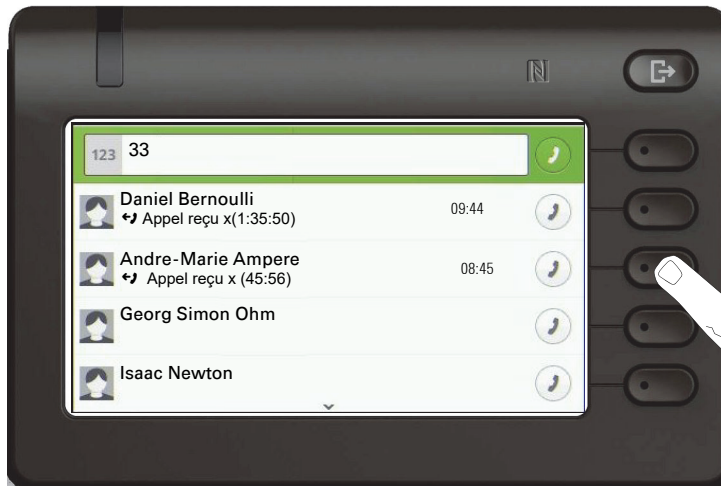 123 33
Daniel Bernoulli
Appel reçu x(1:35:50) 09:44
Andre-Marie Ampere
Appel reçu x (45:56) 08:45
Georg Simon Ohm
Isaac Newton